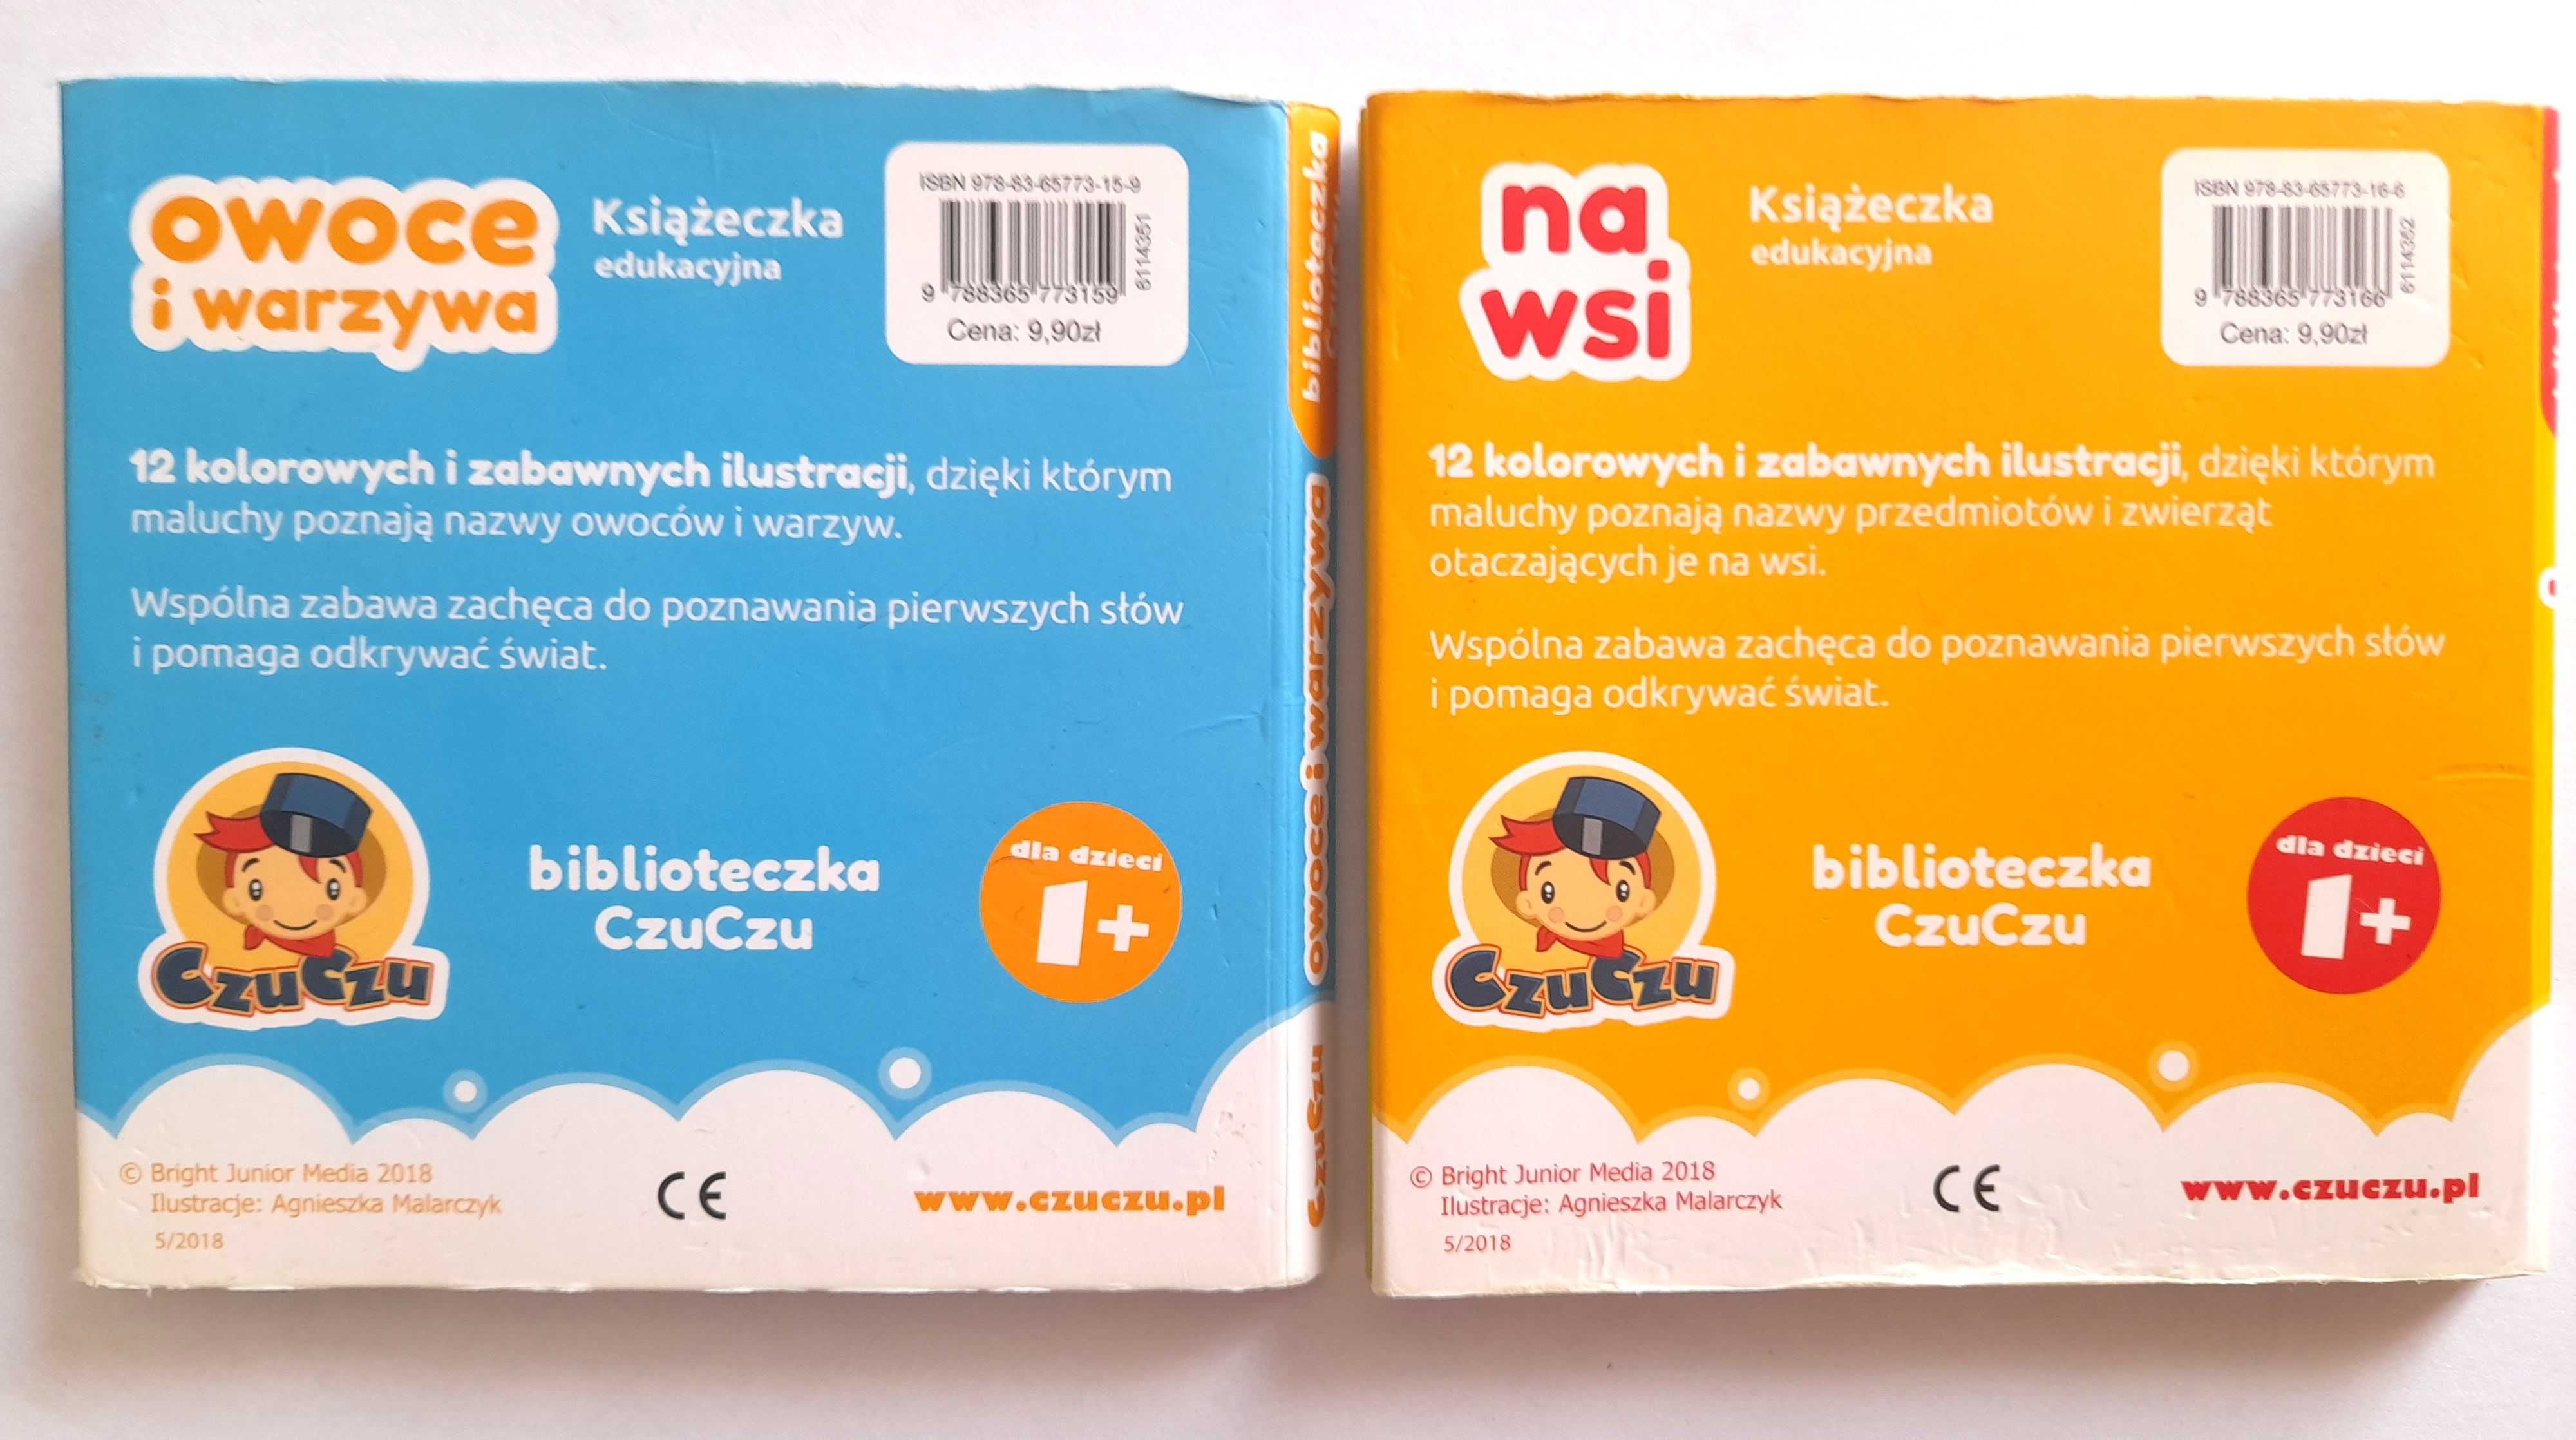 owoce
i warzywa
Książeczka
edukacyjna
ISBN 978-83-65773-15-9
9 788365 773159
6114351
Cena: 9,90zł
12 kolorowych i zabawnych ilustracji, dzięki którym
maluchy poznają nazwy owoców i warzyw.
Wspólna zabawa zachęca do poznawania pierwszych słów
i pomaga odkrywać świat.
CzuCzu
biblioteczka
CzuCzu
dla dzieci
1+
© Bright Junior Media 2018
Ilustracje: Agnieszka Malarczyk
5/2018
CE
www.czuczu.pl
biblioteczka
owoce i warzywa
CzuCzu
na
wsi
Książeczka
edukacyjna
ISBN 978-83-65773-16-6
9 788365 773166
6114352
Cena: 9,90zł
12 kolorowych i zabawnych ilustracji, dzięki którym
maluchy poznają nazwy przedmiotów i zwierząt
otaczających je na wsi.
Wspólna zabawa zachęca do poznawania pierwszych słów
i pomaga odkrywać świat.
CzuCzu
biblioteczka
CzuCzu
dla dzieci
1+
© Bright Junior Media 2018
Ilustracje: Agnieszka Malarczyk
5/2018
CE
www.czuczu.pl